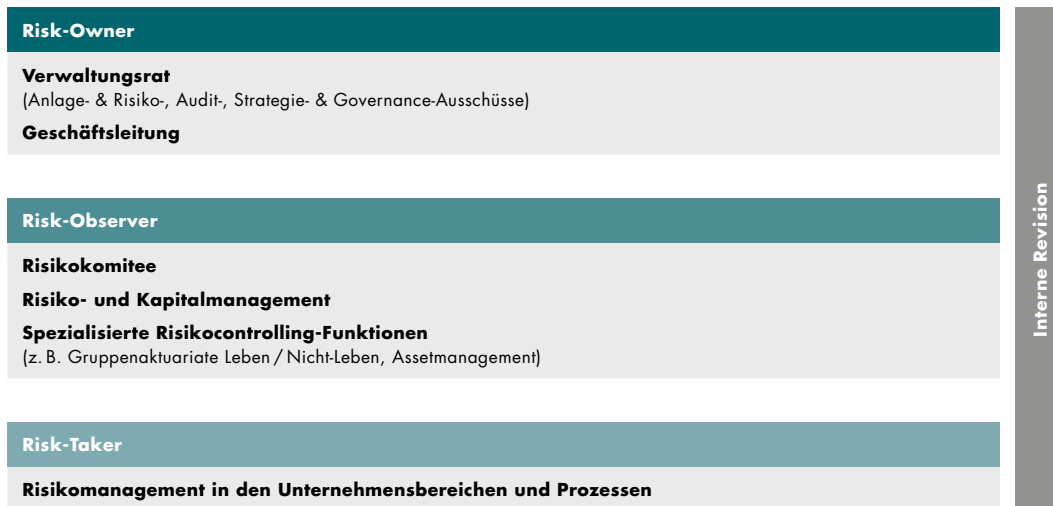 Risk-Owner
Verwaltungsrat
(Anlage- & Risiko-, Audit-, Strategie- & Governance-Ausschüsse)
Geschäftsleitung
Risk-Observer
Risikokomitee
Risiko- und Kapitalmanagement
Spezialisierte Risikocontrolling-Funktionen
(z. B. Gruppenaktuariate Leben / Nicht-Leben, Assetmanagement)
Risk-Taker
Risikomanagement in den Unternehmensbereichen und Prozessen
Interne Revision